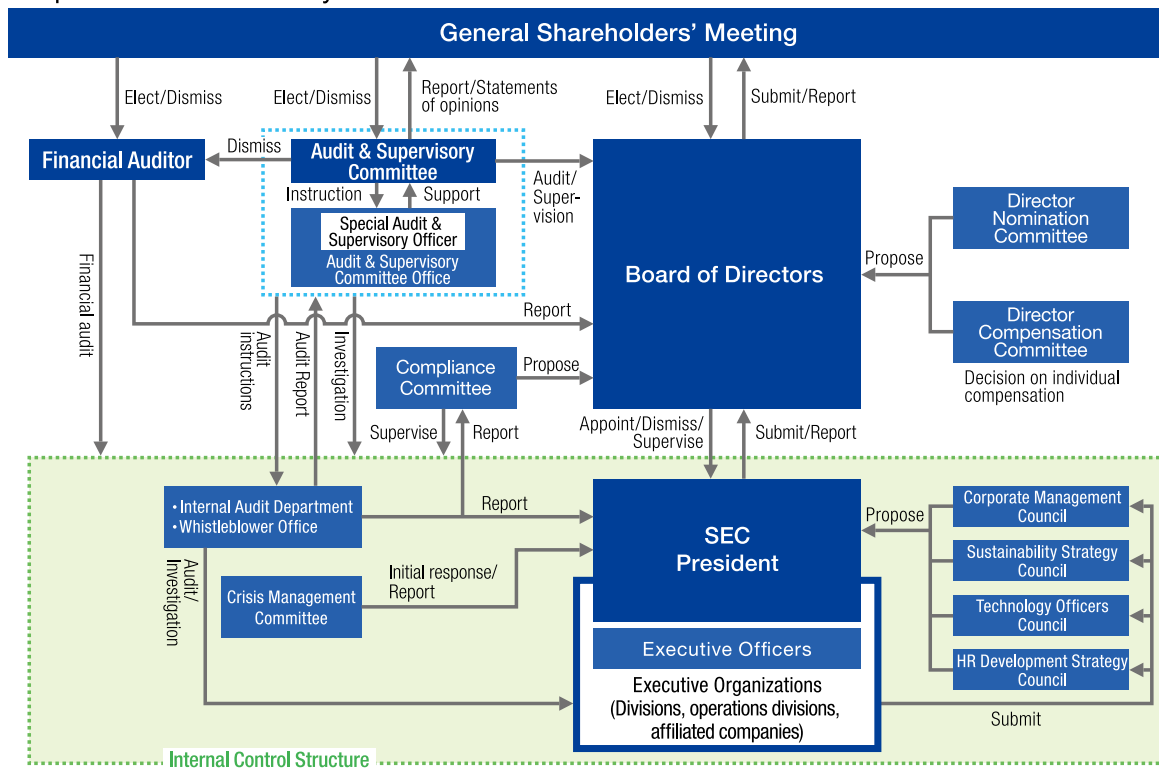 General Shareholders' Meeting
Elect/Dismiss
Elect/Dismiss
Report/Statements
of opinions
Elect/Dismiss
Submit/Report
Financial Auditor
Dismiss
Audit & Supervisory
Committee
Audit/
Super-
vision
Instruction
Support
Special Audit &
Supervisory Officer
Audit & Supervisory
Committee Office
Board of Directors
Propose
Director
Nomination
Committee
Director
Compensation
Committee
Decision on individual
compensation
Financial audit
Report
Audit
instructions
Audit Report
Investigation
Compliance
Committee
Propose
Supervise
Report
Appoint/Dismiss/
Supervise
Submit/Report
• Internal Audit Department
• Whistleblower Office
Report
SEC
President
Propose
Corporate Management
Council
Sustainability Strategy
Council
Technology Officers
Council
HR Development Strategy
Council
Audit/
Investigation
Crisis Management
Committee
Initial response/
Report
Executive Officers
Executive Organizations
(Divisions, operations divisions,
affiliated companies)
Submit
Internal Control Structure